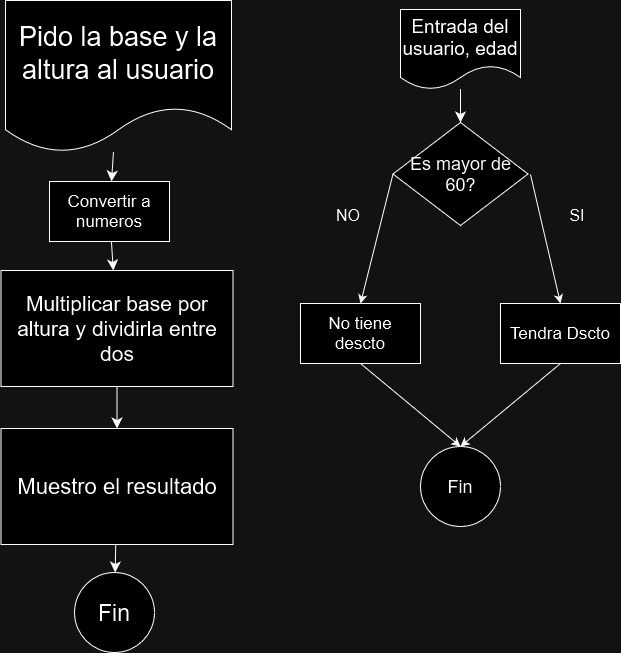 Pido la base y la
altura al usuario
Convertir a
numeros
Multiplicar base por
altura y dividirla entre
dos
Muestro el resultado
Fin
Entrada del
usuario, edad
Es mayor de
60?
NO
SI
No tiene
descto
Tendra Dscto
Fin